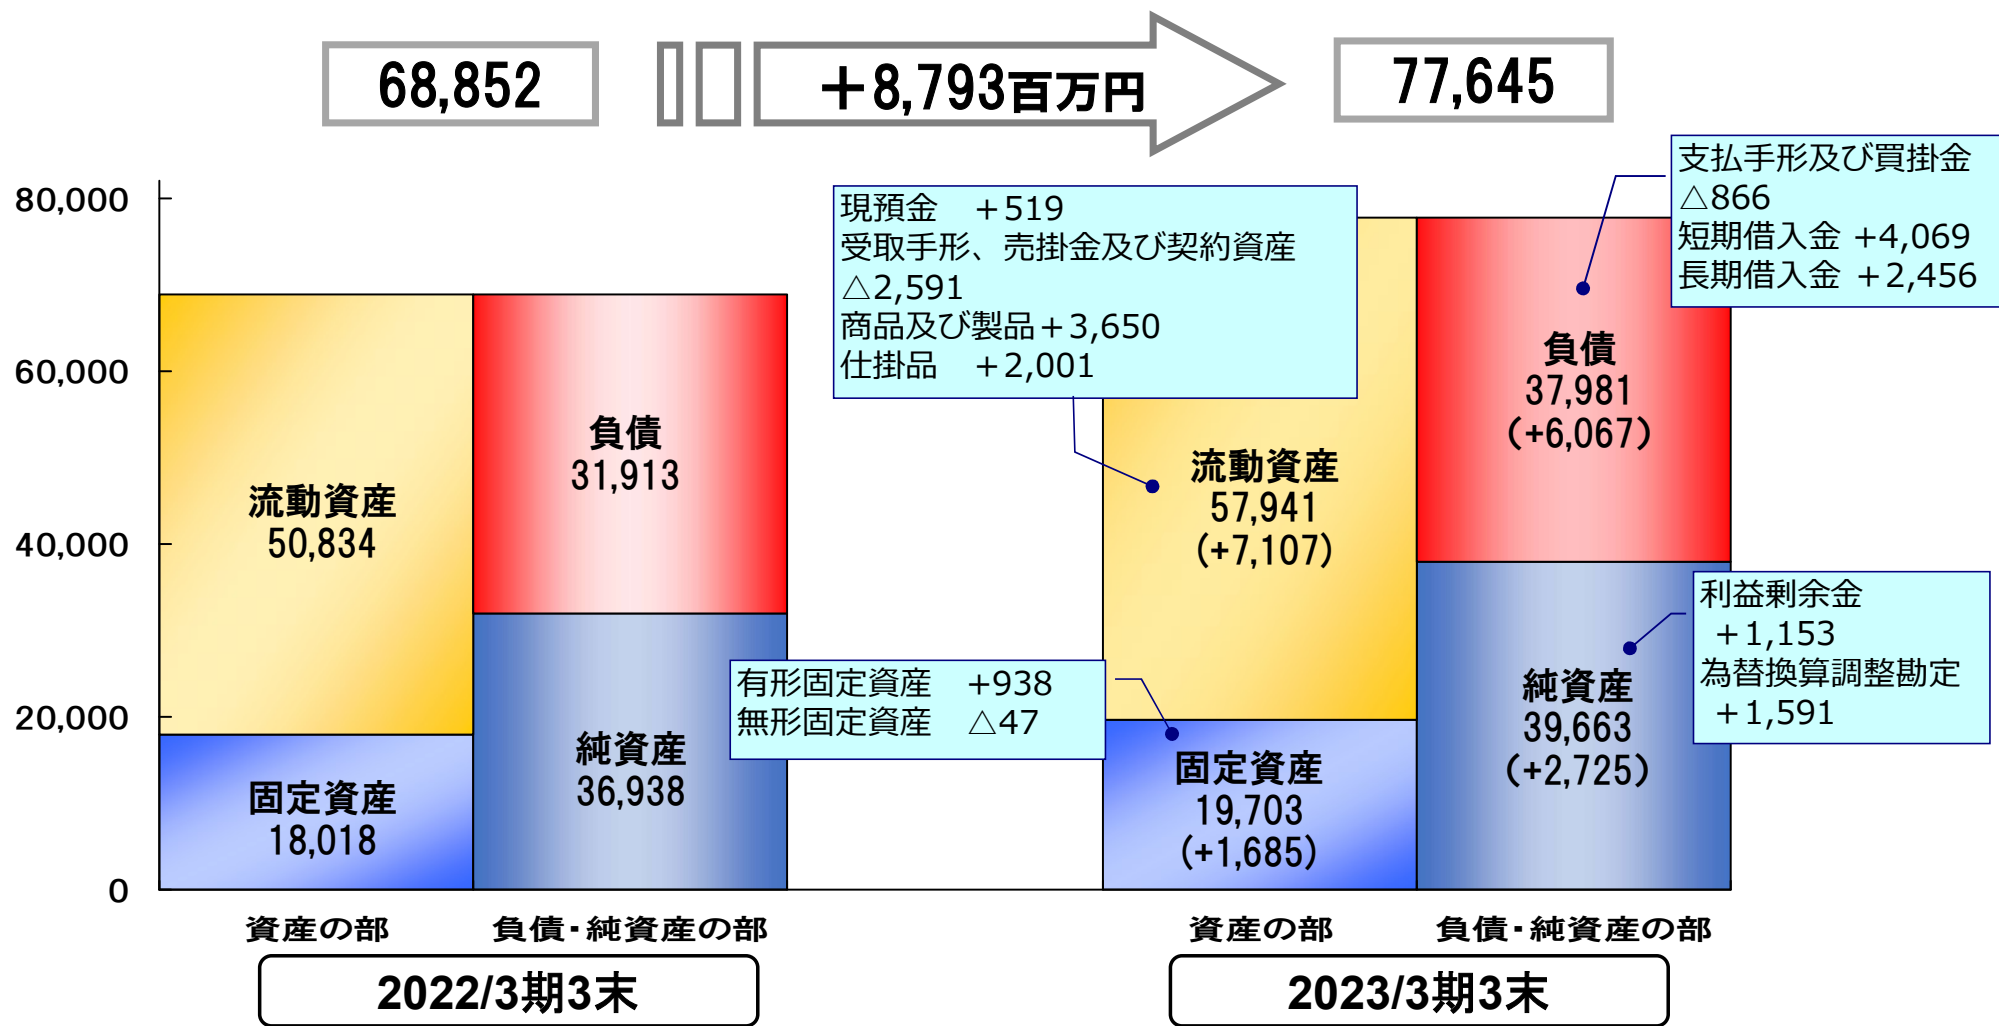 68,852
＋8,793百万円
77,645
80,000
60,000
40,000
20,000
0
流動資産
50,834
固定資産
18,018
負債
31,913
純資産
36,938
現預金　＋519
受取手形、売掛金及び契約資産
△2,591
商品及び製品＋3,650
仕掛品　＋2,001
有形固定資産　+938
無形固定資産　△47
流動資産
57,941
(+7,107)
固定資産
19,703
(+1,685)
支払手形及び買掛金
△866
短期借入金 +4,069
長期借入金 ＋2,456
負債
37,981
(+6,067)
利益剰余金
＋1,153
為替換算調整勘定
＋1,591
純資産
39,663
(+2,725)
資産の部
負債・純資産の部
資産の部
負債・純資産の部
2022/3期3末
2023/3期3末